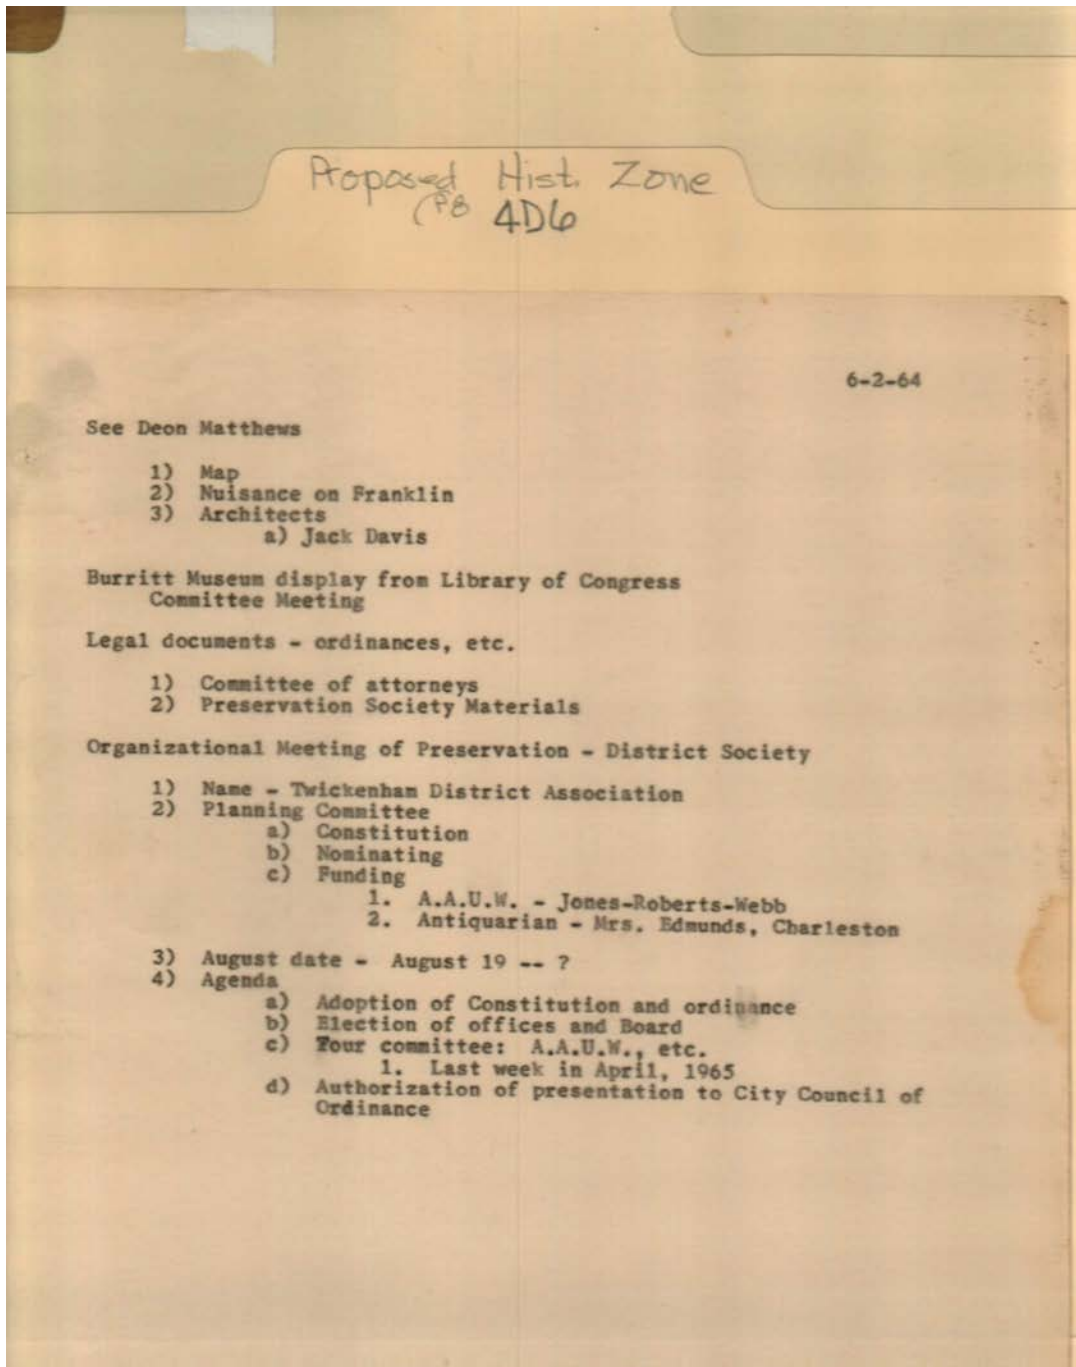 Proposed Hist. Zone
4D6
6-2-64
See Deon Matthews
1) Map
2) Nuisance on Franklin
3) Architects
a) Jack Davis
Burritt Museum display from Library of Congress
Committee Meeting
Legal documents - ordinances, etc.
1) Committee of attorneys
2) Preservation Society Materials
Organizational Meeting of Preservation - District Society
1) Name - Twickenham District Association
2) Planning Committee
a) Constitution
b) Nominating
c) Funding
1. A.A.U.W. - Jones-Roberts-Webb
2. Antiquarian - Mrs. Edmunds, Charleston
3) August date - August 19 -- ?
4) Agenda
a) Adoption of Constitution and ordinance
b) Election of offices and Board
c) Tour committee: A.A.U.W., etc.
1. Last week in April, 1965
d) Authorization of presentation to City Council of
Ordinance